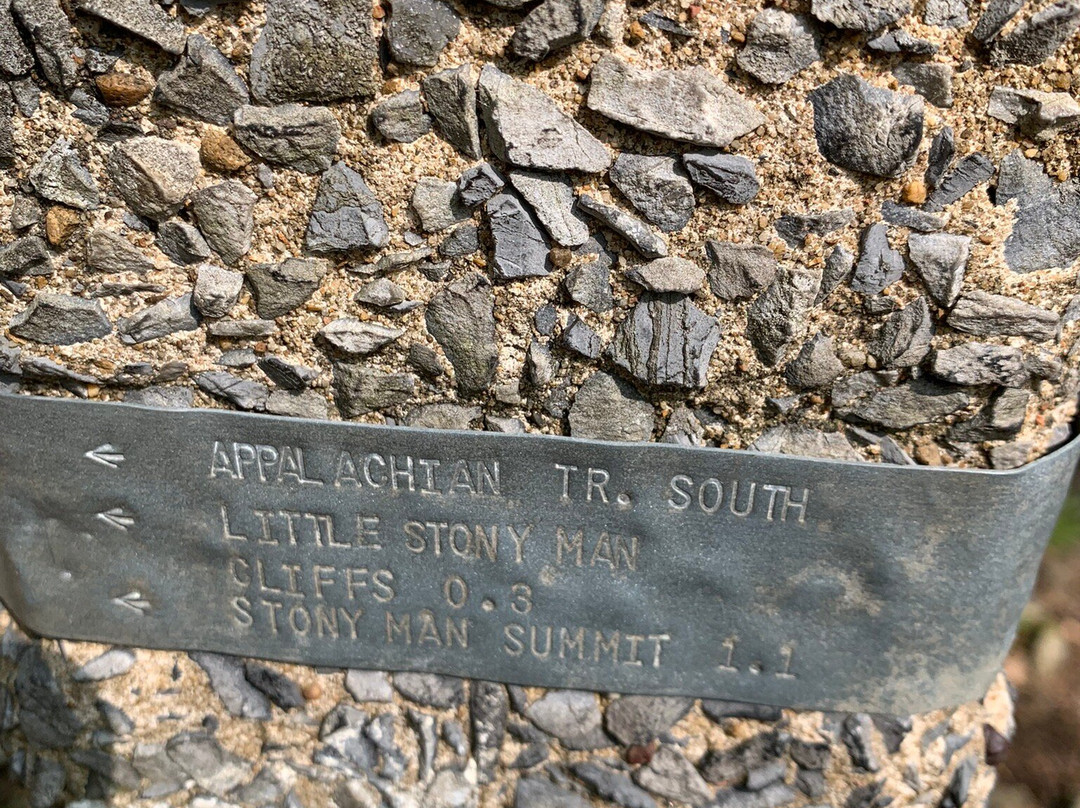 APPALACHIAN TR. SOUTH
LITTLE STONY MAN
CLIFFS 0.3
STONY MAN SUMMIT 1.1